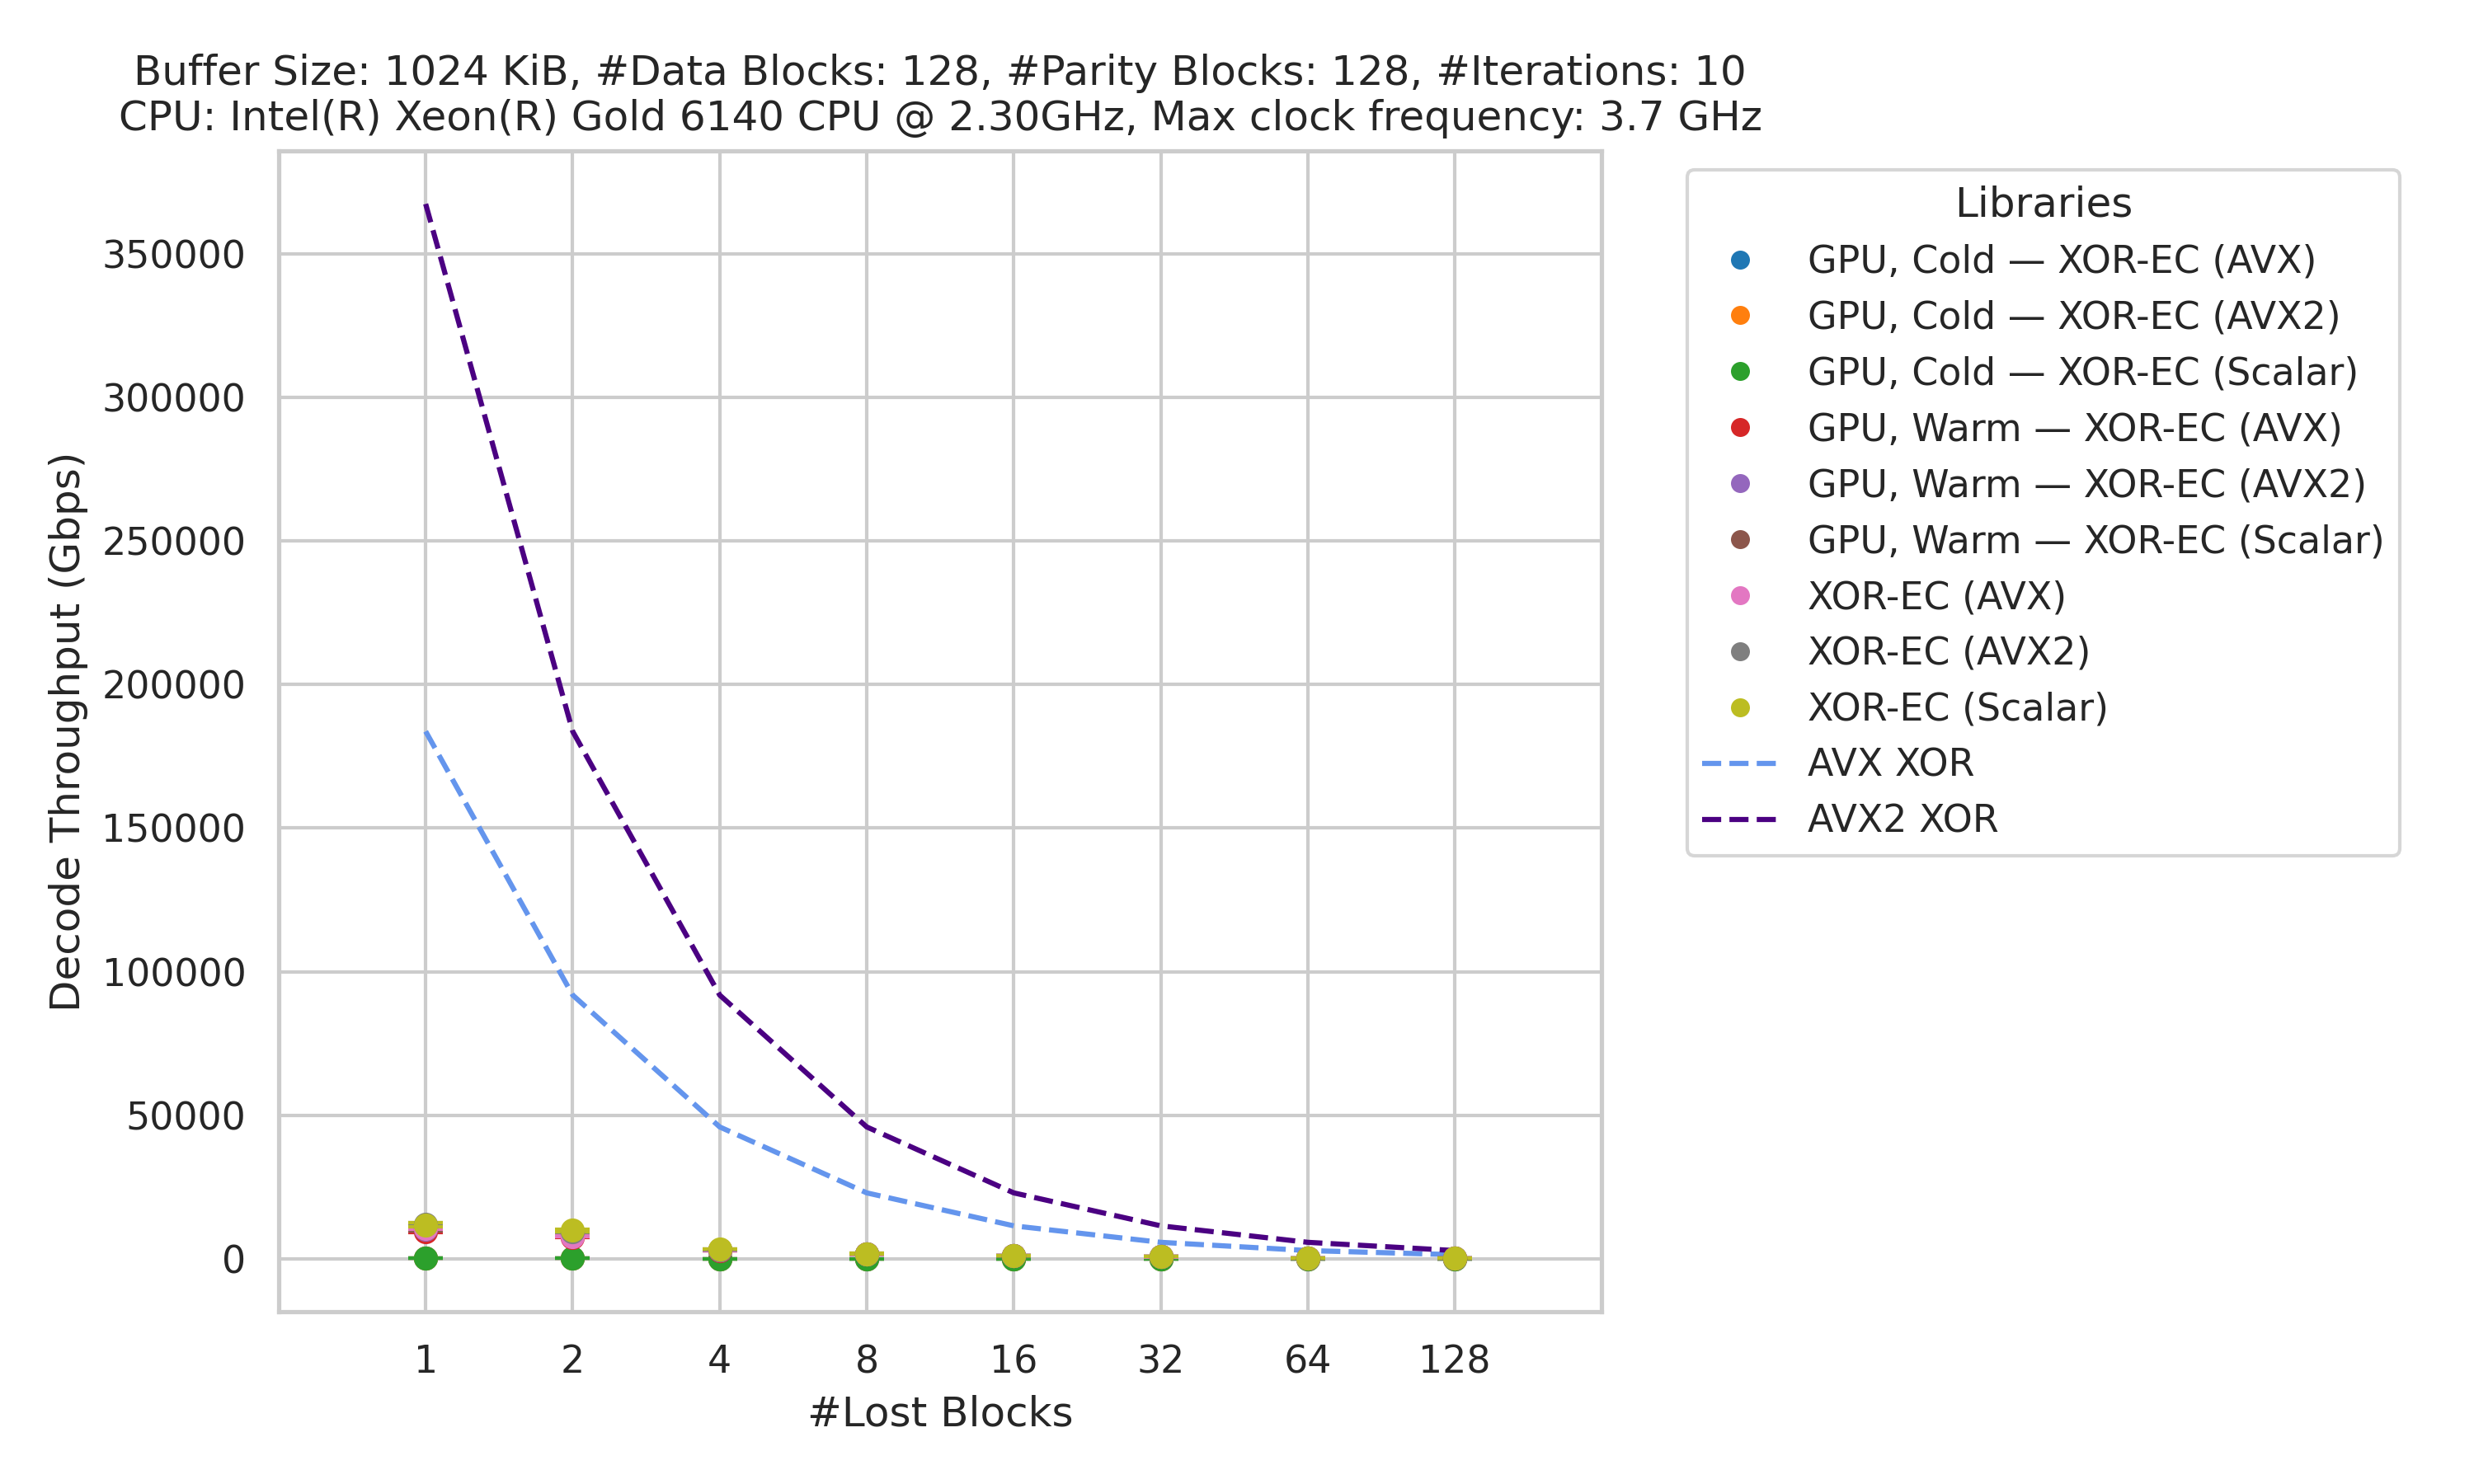 Buffer Size: 1024 KiB, #Data Blocks: 128, #Parity Blocks: 128, #Iterations: 10
CPU: Intel(R) Xeon(R) Gold 6140 CPU @ 2.30GHz, Max clock frequency: 3.7 GHz
Decode Throughput (Gbps)
350000
300000
250000
200000
150000
100000
50000
0
1 2 4 8 16 32 64 128
#Lost Blocks
Libraries
GPU, Cold — XOR-EC (AVX)
GPU, Cold — XOR-EC (AVX2)
GPU, Cold — XOR-EC (Scalar)
GPU, Warm — XOR-EC (AVX)
GPU, Warm — XOR-EC (AVX2)
GPU, Warm — XOR-EC (Scalar)
XOR-EC (AVX)
XOR-EC (AVX2)
XOR-EC (Scalar)
AVX XOR
AVX2 XOR